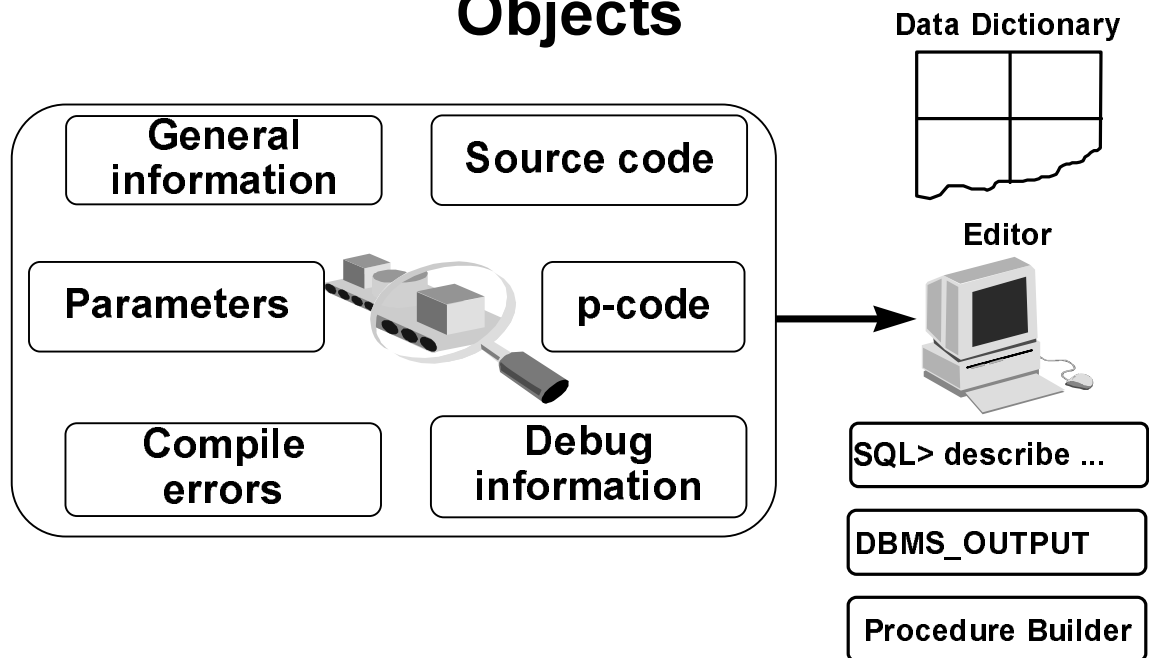 Objects
Data Dictionary
General
information
Source code
Editor
Parameters
p-code
Compile
errors
Debug
information
SQL> describe ...
DBMS_OUTPUT
Procedure Builder